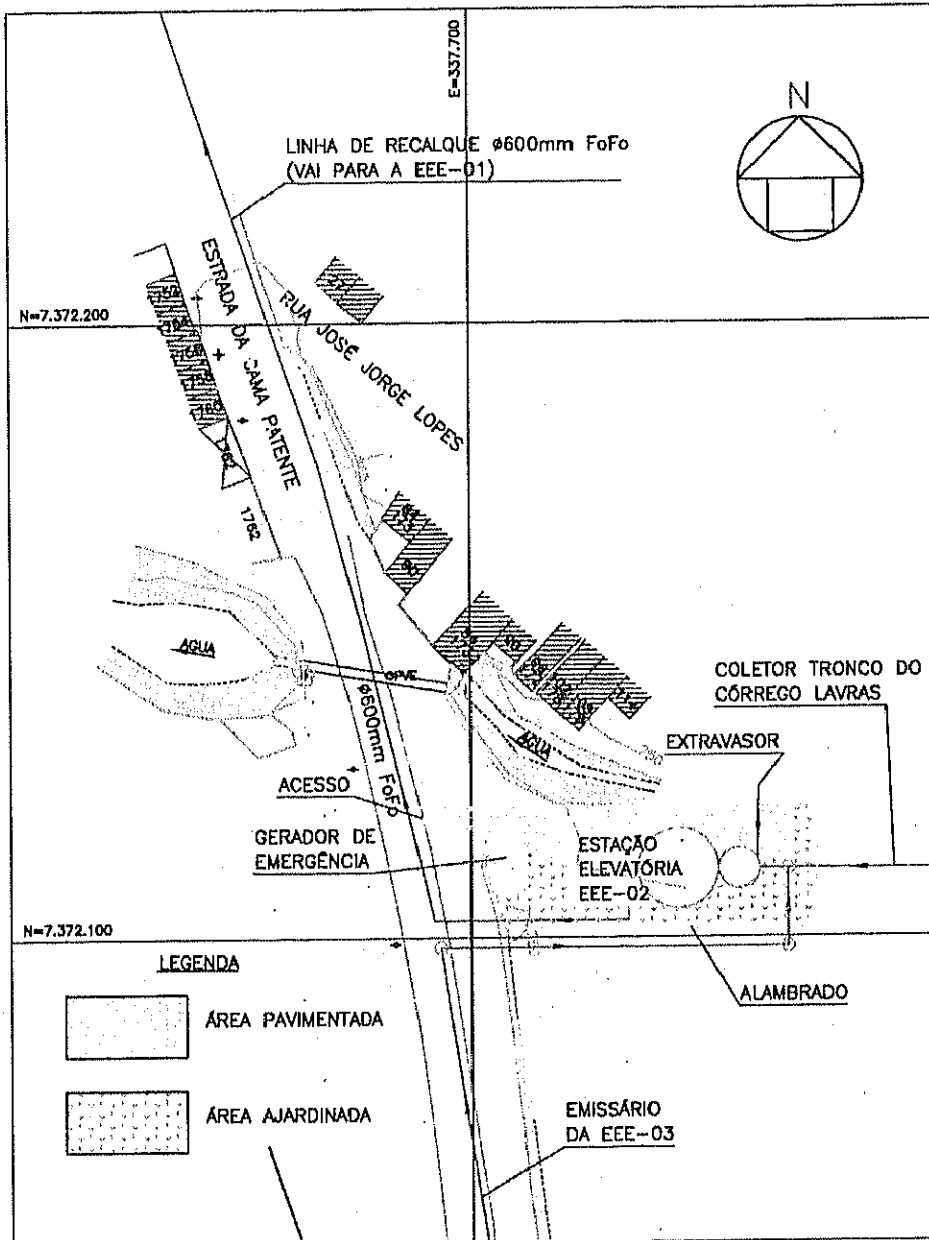 E=337.700
N
LINHA DE RECALQUE ø600mm FoFo
(VAI PARA A EEE-01)
ESTRADA DA CAMA PATENTE
RUA JOSÉ JORGE LOPES
N=7.372.200
1762
1762
ÁGUA
OPVE
ø600mm FoFo
ÁGUA
COLETOR TRONCO DO
CÓRREGO LAVRAS
EXTRAVASOR
ACESSO
GERADOR DE
EMERGÊNCIA
ESTAÇÃO
ELEVATÓRIA
EEE-02
N=7.372.100
LEGENDA
ÁREA PAVIMENTADA
ALAMBRADO
ÁREA AJARDINADA
EMISSÁRIO
DA EEE-03